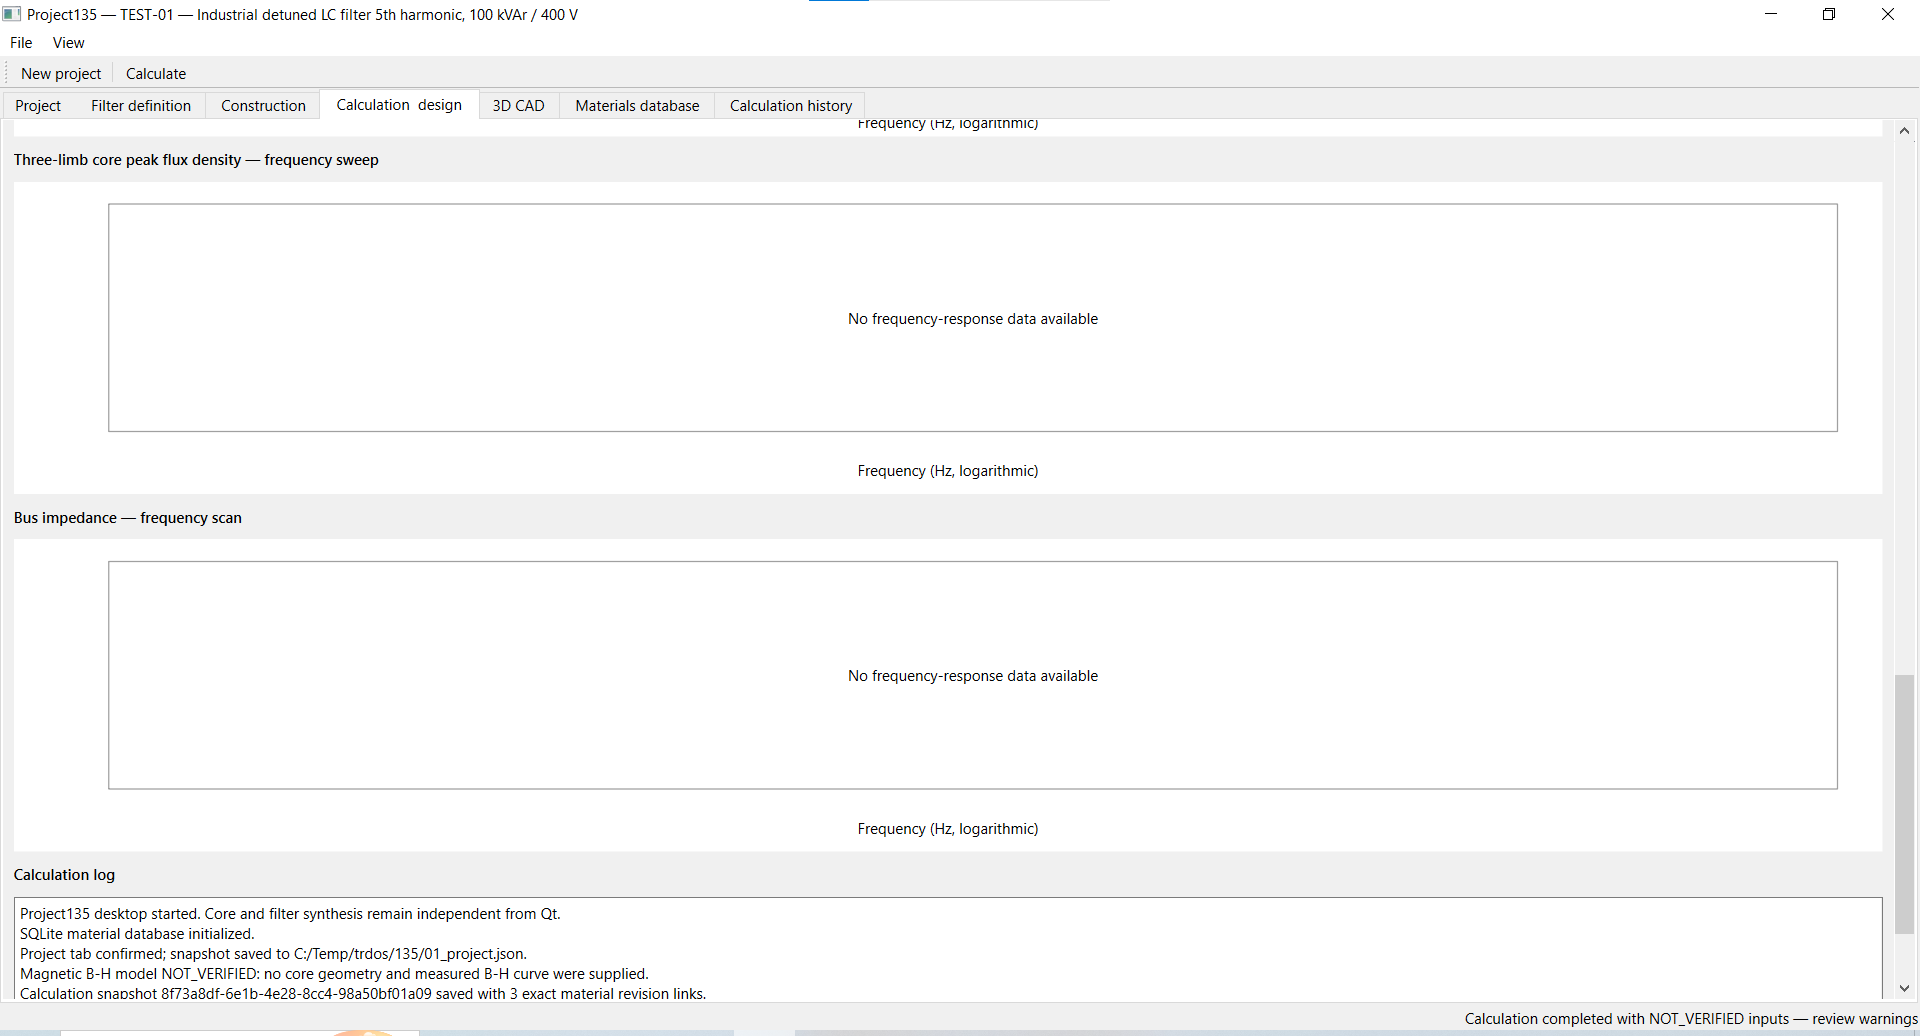 Project135 — TEST-01 — Industrial detuned LC filter 5th harmonic, 100 kVAr / 400 V
File View
New project Calculate
Project Filter definition Construction Calculation design 3D CAD Materials database Calculation history
Frequency (Hz, logarithmic)
Three-limb core peak flux density — frequency sweep
No frequency-response data available
Frequency (Hz, logarithmic)
Bus impedance — frequency scan
No frequency-response data available
Frequency (Hz, logarithmic)
Calculation log
Project135 desktop started. Core and filter synthesis remain independent from Qt.
SQLite material database initialized.
Project tab confirmed; snapshot saved to C:/Temp/trdos/135/01_project.json.
Magnetic B-H model NOT_VERIFIED: no core geometry and measured B-H curve were supplied.
Calculation snapshot 8f73a8df-6e1b-4e28-8cc4-98a50bf01a09 saved with 3 exact material revision links.
Calculation completed with NOT_VERIFIED inputs — review warnings